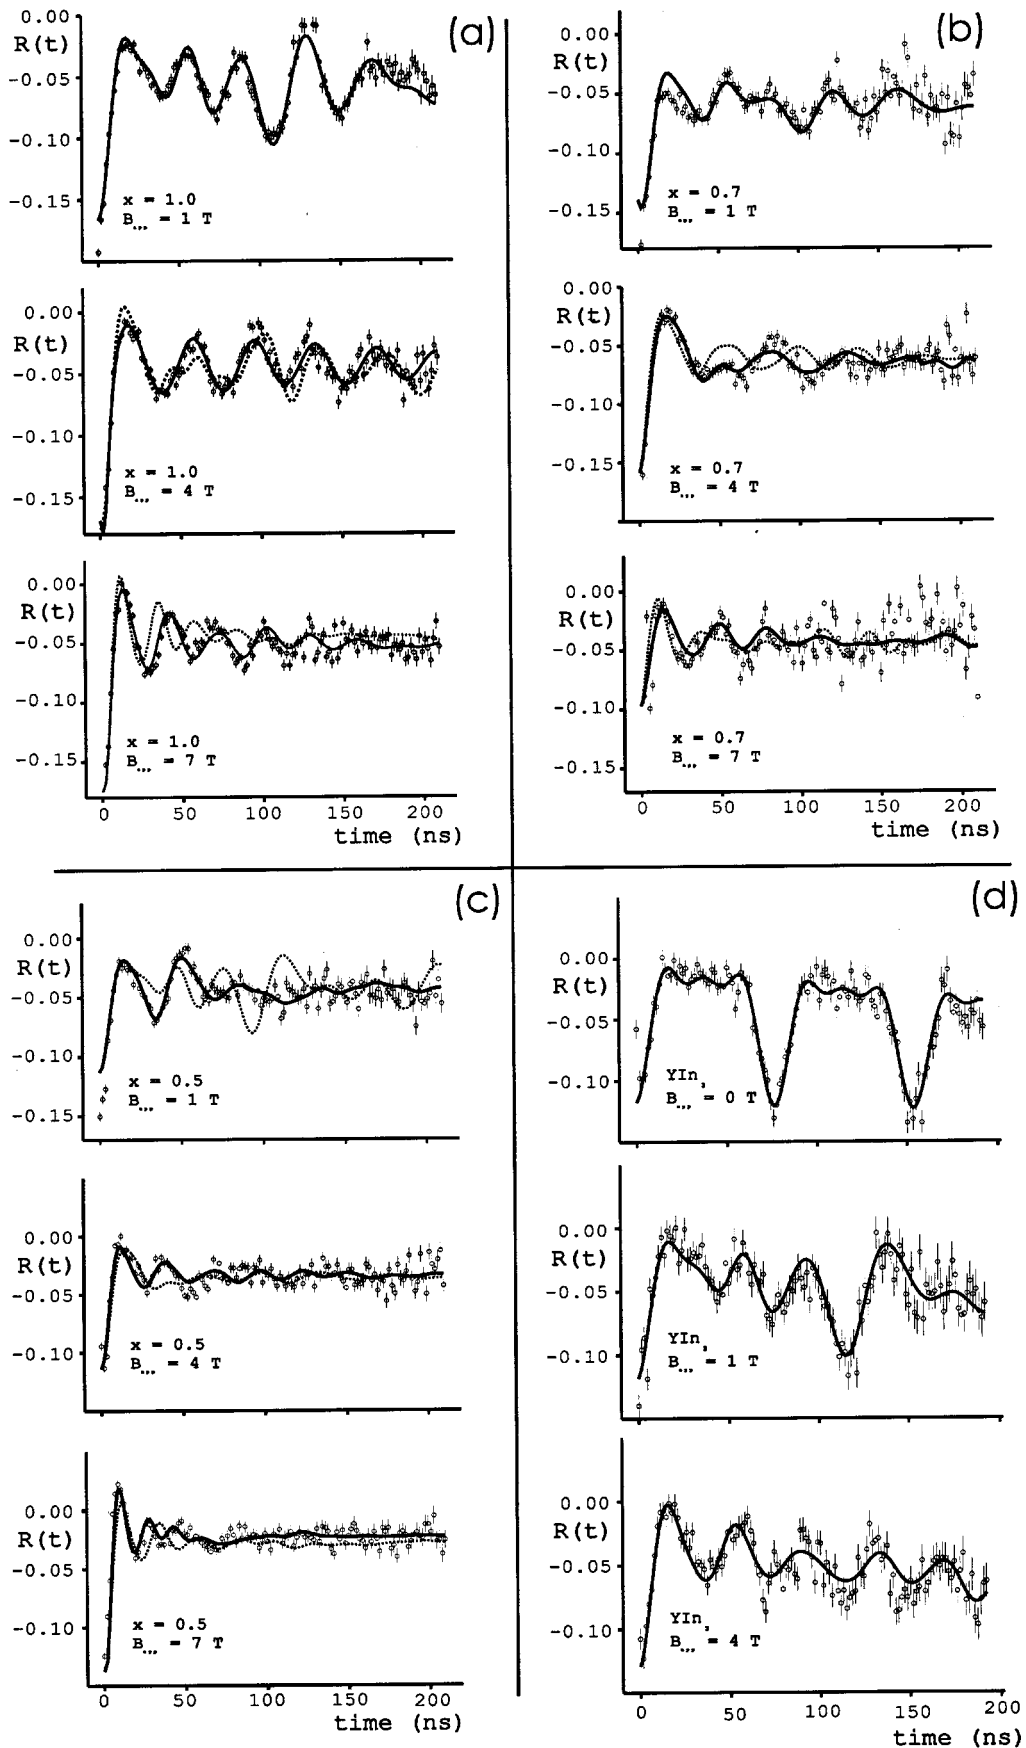 (a)
0.00
R(t)
-0.05
-0.10
-0.15
x = 1.0
B = 1 T
0.00
R(t)
-0.05
-0.10
-0.15
x = 1.0
B = 4 T
0.00
R(t)
-0.05
-0.10
-0.15
x = 1.0
B = 7 T
0 50 100 150 200
time (ns)
(b)
0.00
R(t)
-0.05
-0.10
-0.15
x = 0.7
B = 1 T
0.00
R(t)
-0.05
-0.10
-0.15
x = 0.7
B = 4 T
0.00
R(t)
-0.05
-0.10
-0.15
x = 0.7
B = 7 T
0 50 100 150 200
time (ns)
(c)
0.00
R(t)
-0.05
-0.10
-0.15
x = 0.5
B = 1 T
0.00
R(t)
-0.05
-0.10
x = 0.5
B = 4 T
0.00
R(t)
-0.05
-0.10
x = 0.5
B = 7 T
0 50 100 150 200
time (ns)
(d)
0.00
R(t)
-0.05
-0.10
YIn₃
B = 0 T
0.00
R(t)
-0.05
-0.10
YIn₃
B = 1 T
0.00
R(t)
-0.05
-0.10
YIn₃
B = 4 T
0 50 100 150 200
time (ns)